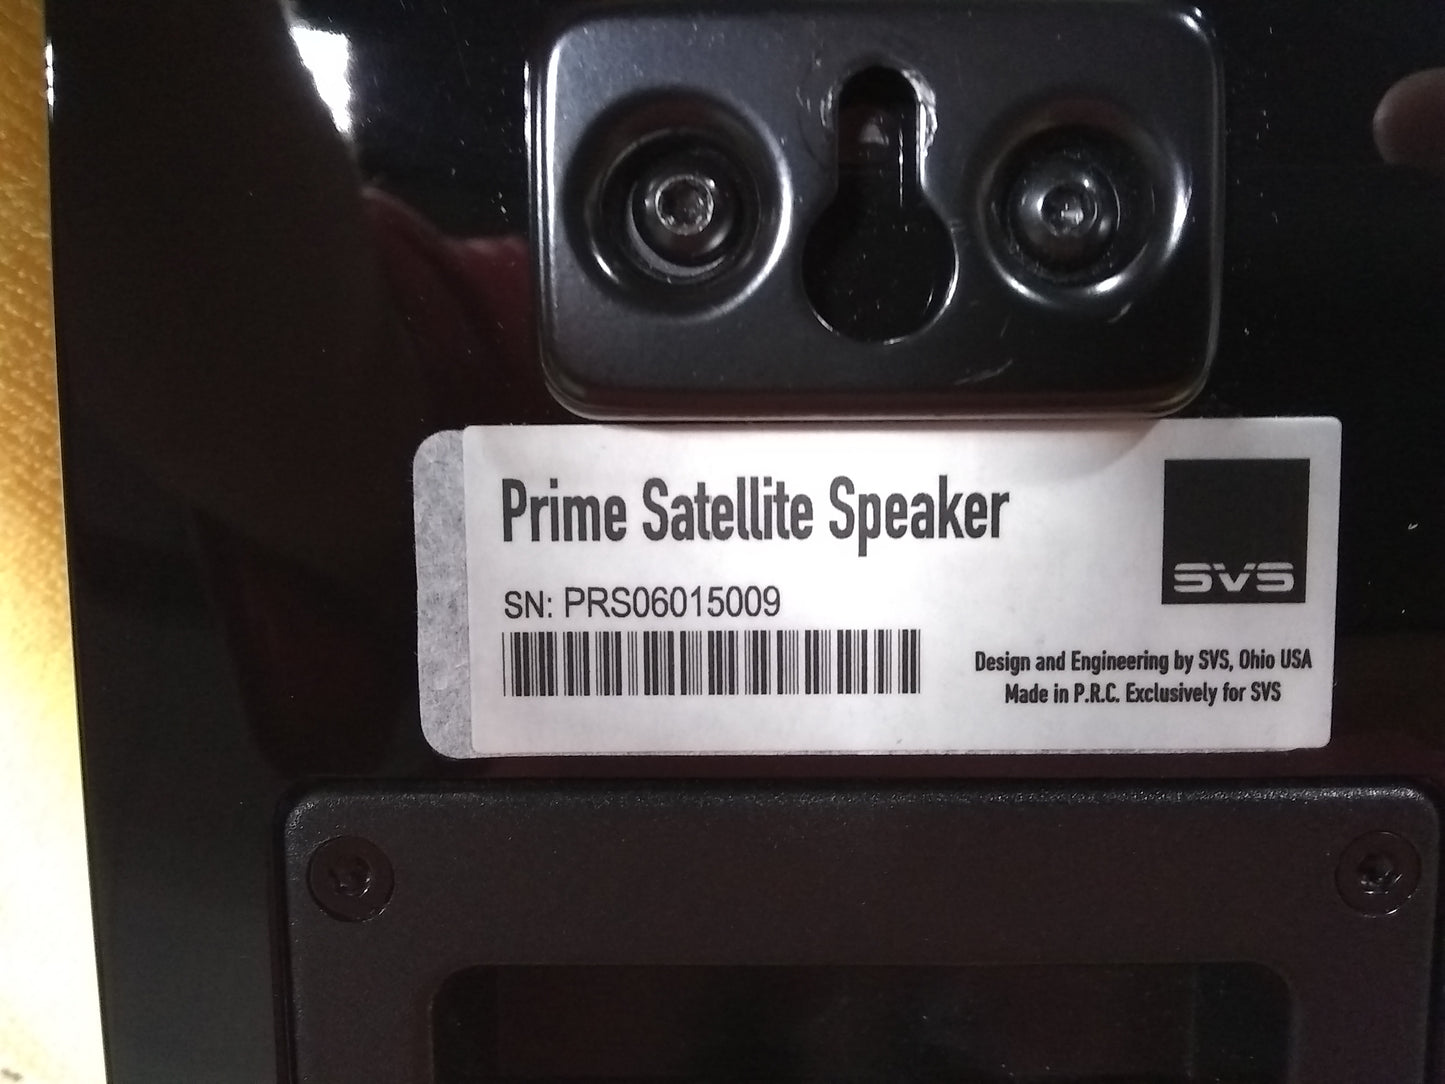 Prime Satellite Speaker
SVS
SN: PRS06015009
Design and Engineering by SVS, Ohio USA
Made in P.R.C. Exclusively for SVS